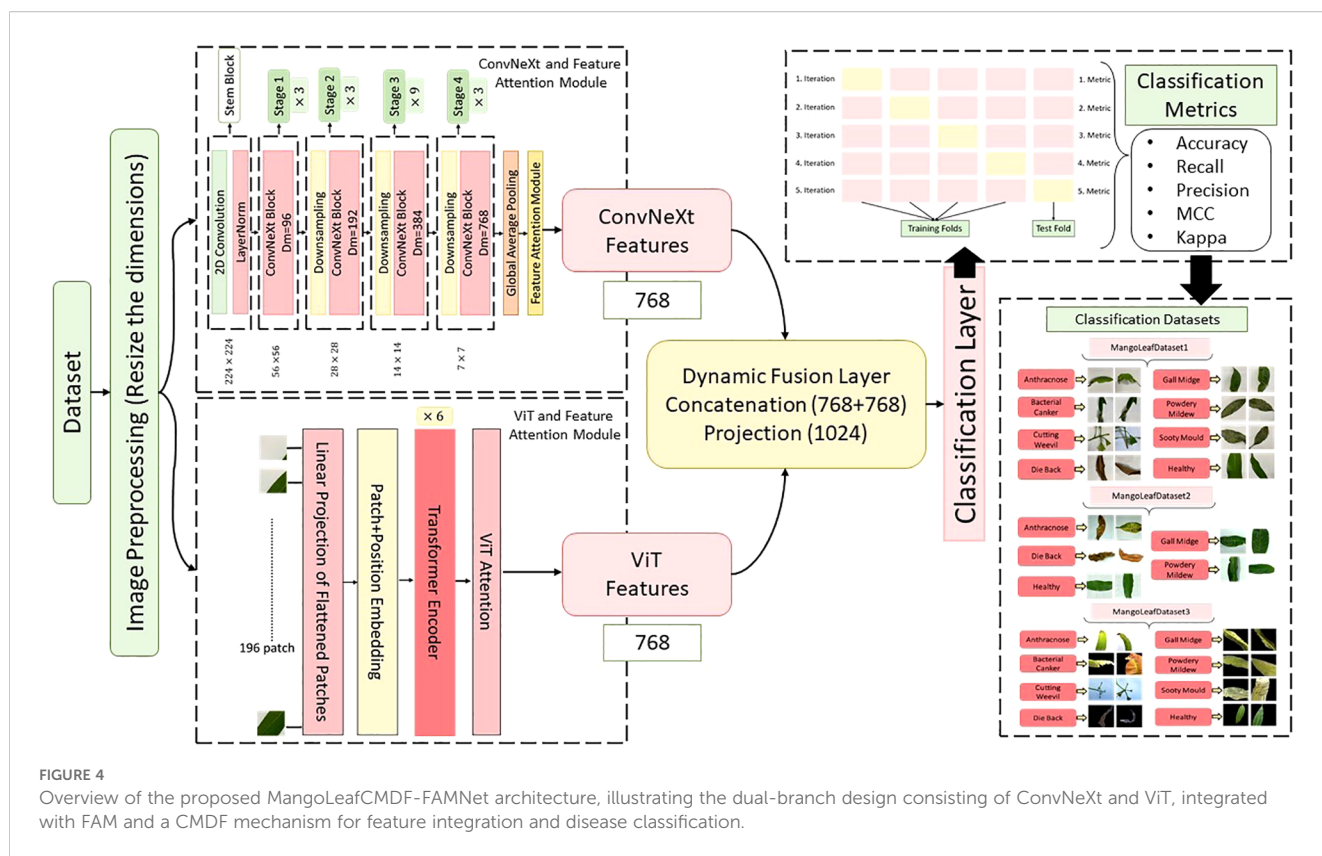 Dataset
Image Preprocessing (Resize the dimensions)
ConvNeXt and Feature
Attention Module
Stem Block
Stage 1
× 3
Stage 2
× 3
Stage 3
× 9
Stage 4
× 3
2D Convolution
LayerNorm
ConvNeXt Block
Dm=96
Downsampling
ConvNeXt Block
Dm=192
Downsampling
ConvNeXt Block
Dm=384
Downsampling
ConvNeXt Block
Dm=768
Global Average Pooling
Feature Attention Module
224 × 224
56 ×56
28 × 28
14 × 14
7 × 7
ConvNeXt
Features
768
ViT and Feature
Attention Module
196 patch
Linear Projection of Flattened Patches
Patch+Position Embedding
× 6
Transformer Encoder
ViT Attention
ViT
Features
768
Dynamic Fusion Layer
Concatenation (768+768)
Projection (1024)
Classification Layer
1. Iteration
2. Iteration
3. Iteration
4. Iteration
5. Iteration
1. Metric
2. Metric
3. Metric
4. Metric
5. Metric
Training Folds
Test Fold
Classification
Metrics
• Accuracy
• Recall
• Precision
• MCC
• Kappa
Classification Datasets
MangoLeafDataset1
Anthracnose
Bacterial
Canker
Cutting
Weevil
Die Back
Gall Midge
Powdery
Mildew
Sooty Mould
Healthy
MangoLeafDataset2
Anthracnose
Die Back
Healthy
Gall Midge
Powdery
Mildew
MangoLeafDataset3
Anthracnose
Bacterial
Canker
Cutting
Weevil
Die Back
Gall Midge
Powdery
Mildew
Sooty Mould
Healthy
FIGURE 4
Overview of the proposed MangoLeafCMDF-FAMNet architecture, illustrating the dual-branch design consisting of ConvNeXt and ViT, integrated
with FAM and a CMDF mechanism for feature integration and disease classification.